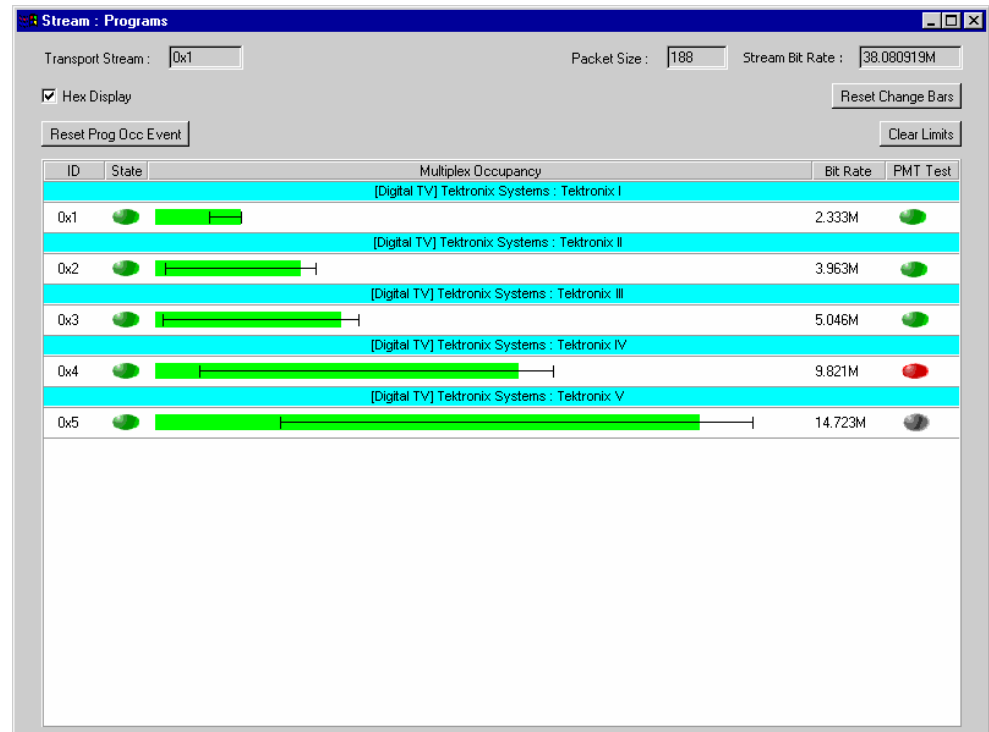 Stream : Programs
Transport Stream : 0x1 Packet Size : 188 Stream Bit Rate : 38.080919M
Hex Display Reset Change Bars
Reset Prog Occ Event Clear Limits
ID State Multiplex Occupancy Bit Rate PMT Test
[Digital TV] Tektronix Systems : Tektronix I
0x1 2.333M
[Digital TV] Tektronix Systems : Tektronix II
0x2 3.963M
[Digital TV] Tektronix Systems : Tektronix III
0x3 5.046M
[Digital TV] Tektronix Systems : Tektronix IV
0x4 9.821M
[Digital TV] Tektronix Systems : Tektronix V
0x5 14.723M